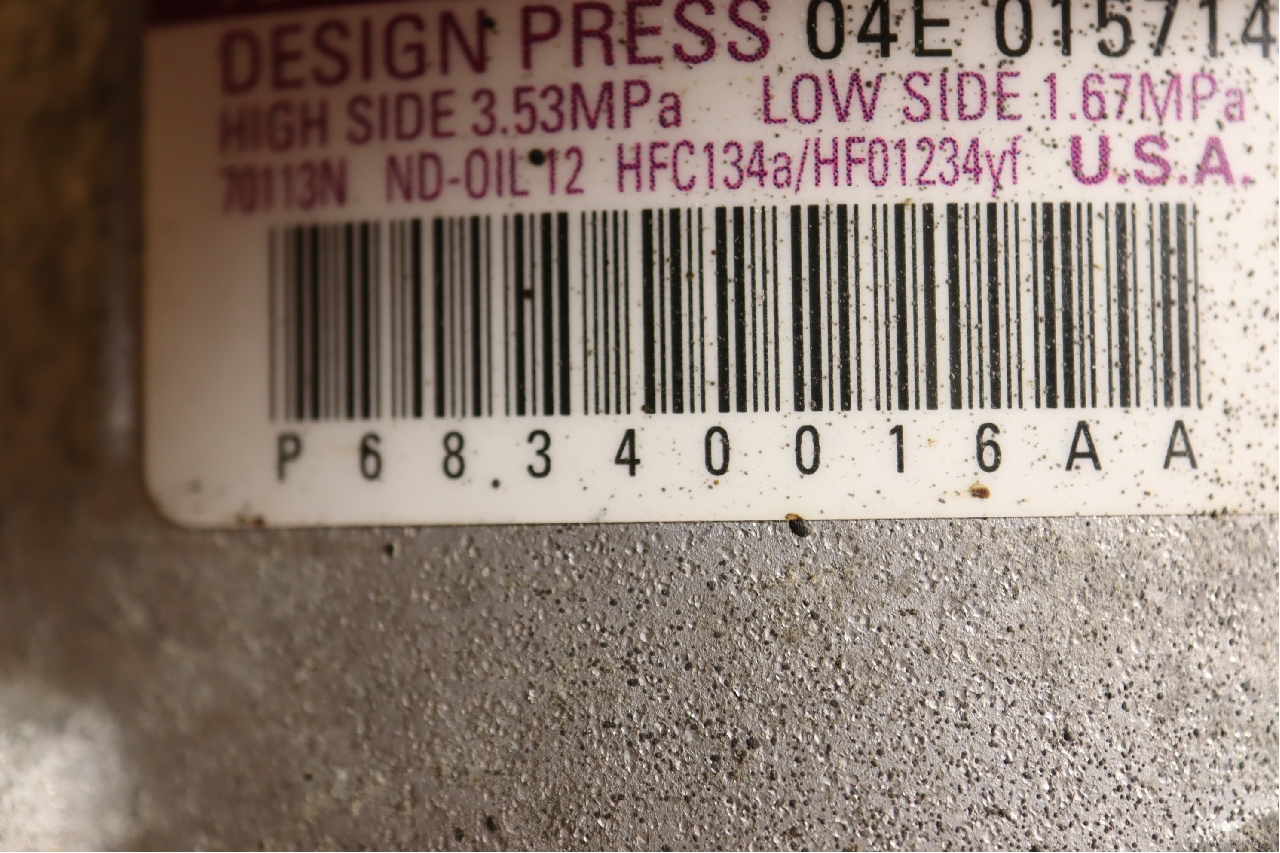 DESIGN PRESS 04E 015714
HIGH SIDE 3.53MPa LOW SIDE 1.67MPa
70113N ND-OIL 12 HFC134a/HFO1234yf U.S.A.
P68340016AA